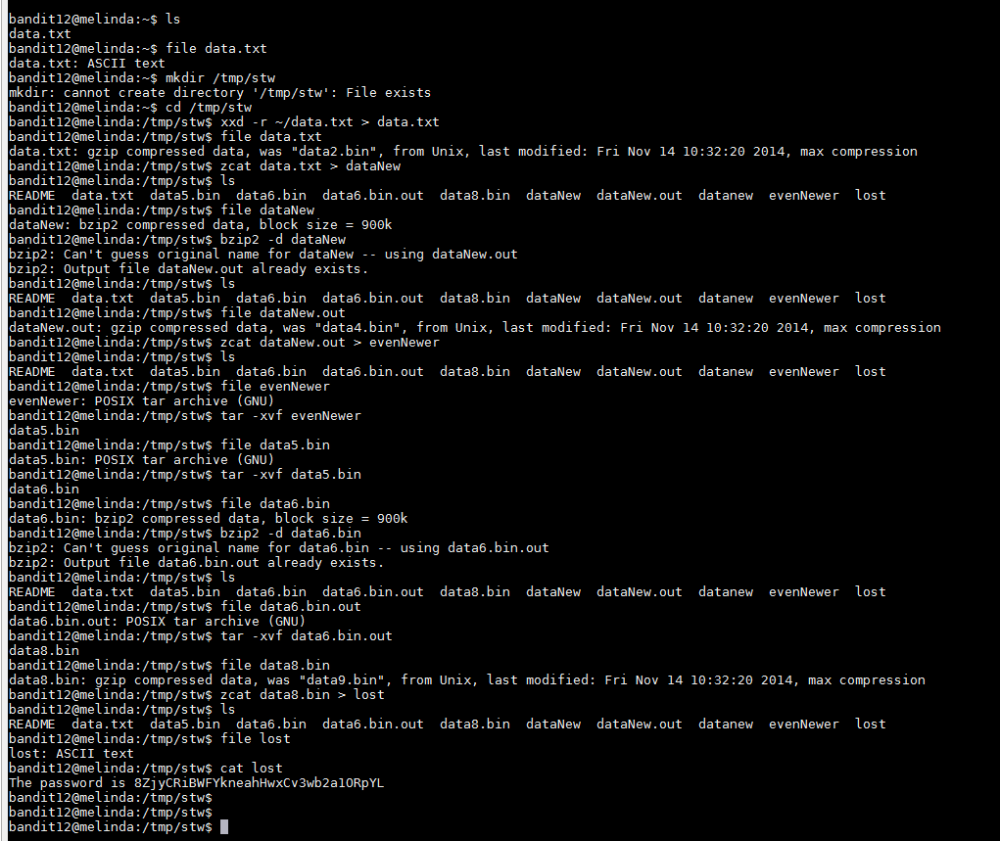 bandit12@melinda:~$ ls
data.txt
bandit12@melinda:~$ file data.txt
data.txt: ASCII text
bandit12@melinda:~$ mkdir /tmp/stw
mkdir: cannot create directory '/tmp/stw': File exists
bandit12@melinda:~$ cd /tmp/stw
bandit12@melinda:/tmp/stw$ xxd -r ~/data.txt > data.txt
bandit12@melinda:/tmp/stw$ file data.txt
data.txt: gzip compressed data, was "data2.bin", from Unix, last modified: Fri Nov 14 10:32:20 2014, max compression
bandit12@melinda:/tmp/stw$ zcat data.txt > dataNew
bandit12@melinda:/tmp/stw$ ls
README  data.txt  data5.bin  data6.bin  data6.bin.out  data8.bin  dataNew  dataNew.out  datanew  evenNewer  lost
bandit12@melinda:/tmp/stw$ file dataNew
dataNew: bzip2 compressed data, block size = 900k
bandit12@melinda:/tmp/stw$ bzip2 -d dataNew
bzip2: Can't guess original name for dataNew -- using dataNew.out
bzip2: Output file dataNew.out already exists.
bandit12@melinda:/tmp/stw$ ls
README  data.txt  data5.bin  data6.bin  data6.bin.out  data8.bin  dataNew  dataNew.out  datanew  evenNewer  lost
bandit12@melinda:/tmp/stw$ file dataNew.out
dataNew.out: gzip compressed data, was "data4.bin", from Unix, last modified: Fri Nov 14 10:32:20 2014, max compression
bandit12@melinda:/tmp/stw$ zcat dataNew.out > evenNewer
bandit12@melinda:/tmp/stw$ ls
README  data.txt  data5.bin  data6.bin  data6.bin.out  data8.bin  dataNew  dataNew.out  datanew  evenNewer  lost
bandit12@melinda:/tmp/stw$ file evenNewer
evenNewer: POSIX tar archive (GNU)
bandit12@melinda:/tmp/stw$ tar -xvf evenNewer
data5.bin
bandit12@melinda:/tmp/stw$ file data5.bin
data5.bin: POSIX tar archive (GNU)
bandit12@melinda:/tmp/stw$ tar -xvf data5.bin
data6.bin
bandit12@melinda:/tmp/stw$ file data6.bin
data6.bin: bzip2 compressed data, block size = 900k
bandit12@melinda:/tmp/stw$ bzip2 -d data6.bin
bzip2: Can't guess original name for data6.bin -- using data6.bin.out
bzip2: Output file data6.bin.out already exists.
bandit12@melinda:/tmp/stw$ ls
README  data.txt  data5.bin  data6.bin  data6.bin.out  data8.bin  dataNew  dataNew.out  datanew  evenNewer  lost
bandit12@melinda:/tmp/stw$ file data6.bin.out
data6.bin.out: POSIX tar archive (GNU)
bandit12@melinda:/tmp/stw$ tar -xvf data6.bin.out
data8.bin
bandit12@melinda:/tmp/stw$ file data8.bin
data8.bin: gzip compressed data, was "data9.bin", from Unix, last modified: Fri Nov 14 10:32:20 2014, max compression
bandit12@melinda:/tmp/stw$ zcat data8.bin > lost
bandit12@melinda:/tmp/stw$ ls
README  data.txt  data5.bin  data6.bin  data6.bin.out  data8.bin  dataNew  dataNew.out  datanew  evenNewer  lost
bandit12@melinda:/tmp/stw$ file lost
lost: ASCII text
bandit12@melinda:/tmp/stw$ cat lost
The password is 8ZjyCRiBWFYkneahHwxCv3wb2a1ORpYL
bandit12@melinda:/tmp/stw$
bandit12@melinda:/tmp/stw$
bandit12@melinda:/tmp/stw$